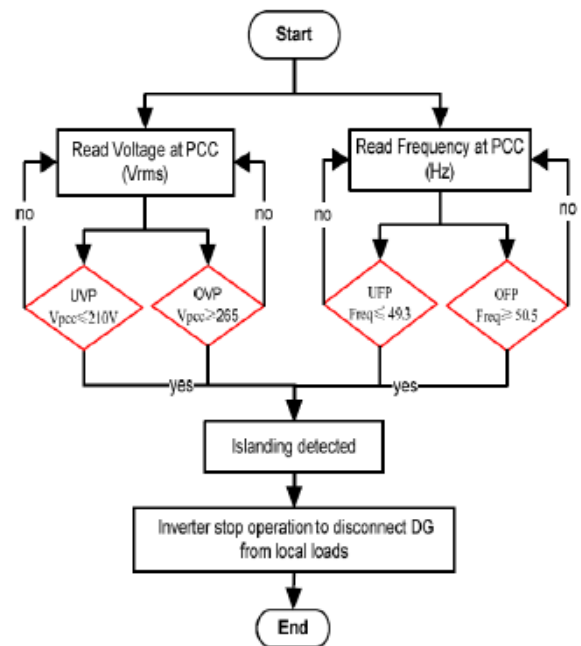 Start
Read Voltage at PCC
(Vrms)
Read Frequency at PCC
(Hz)
no
no
no
no
UVP
Vpcc≤210V
OVP
Vpcc≥265
UFP
Freq≤ 49.3
OFP
Freq≥ 50.5
yes
yes
Islanding detected
Inverter stop operation to disconnect DG
from local loads
End